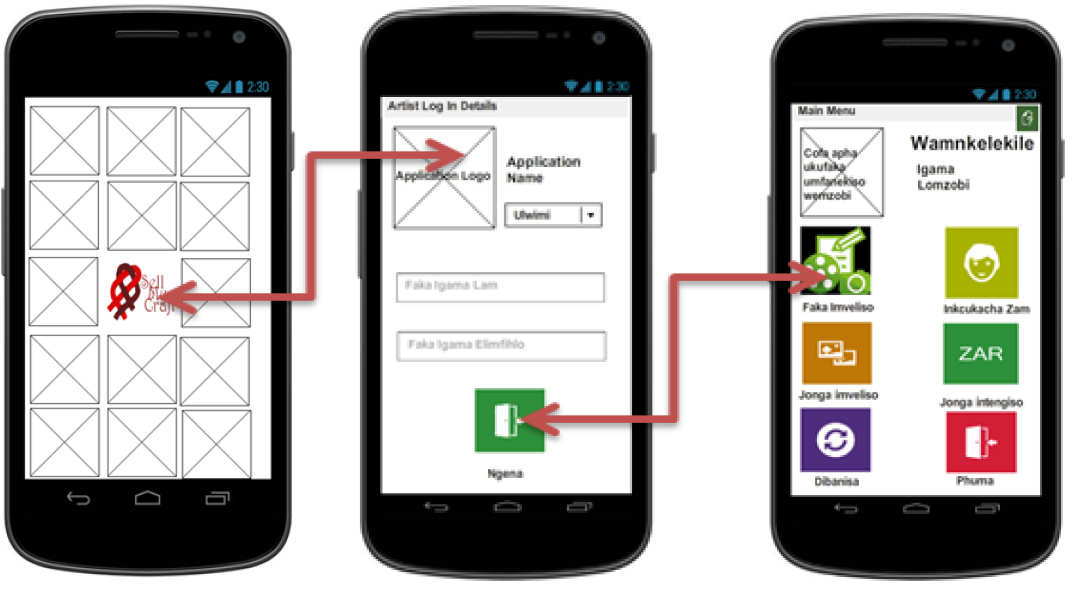 2:30
Sell
My
Craft
2:30
Artist Log In Details
Application Logo
Application
Name
Ulwimi
Faka Igama Lam
Faka Igama Elimfihlo
Ngena
2:30
Main Menu
Cofa apha
ukufaka
umfanekiso
wemzobi
Wamnkelekile
Igama
Lomzobi
Faka Imveliso
Inkcukacha Zam
ZAR
Jonga imveliso
Jonga intengiso
Dibanisa
Phuma